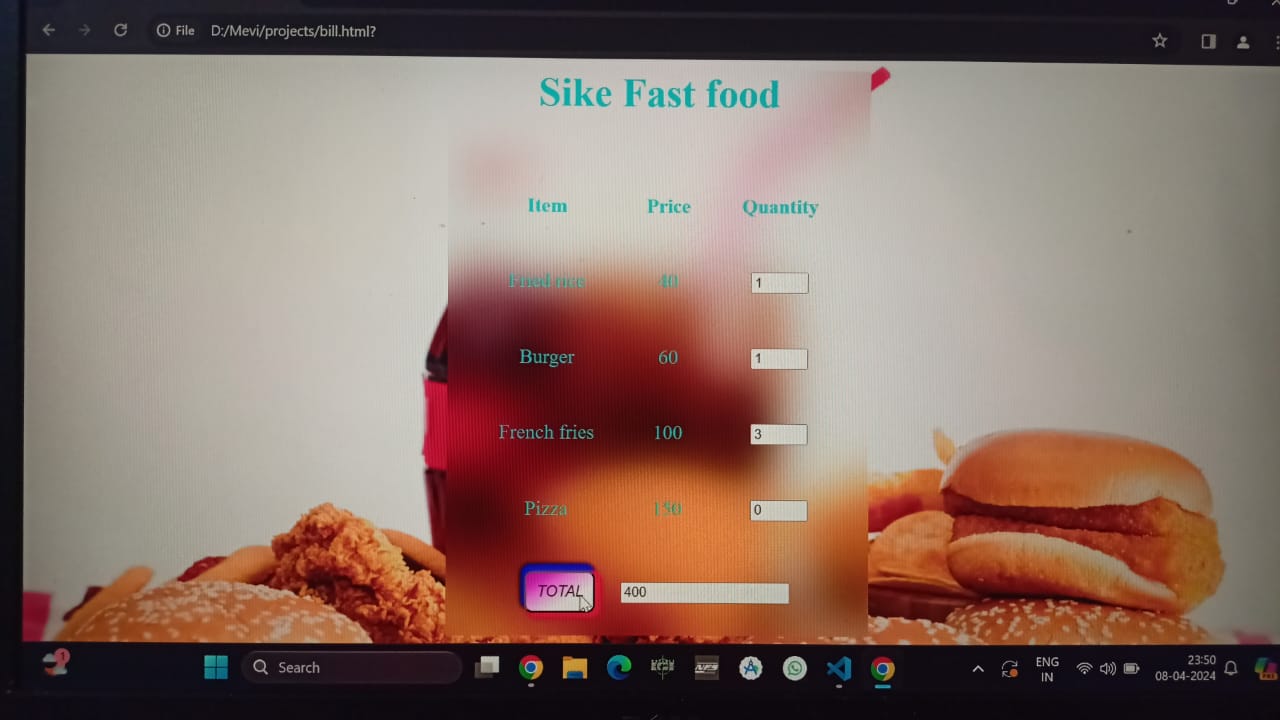 File D:/Mevi/projects/bill.html?
Sike Fast food
Item Price Quantity
Fried rice 40 1
Burger 60 1
French fries 100 3
Pizza 150 0
TOTAL 400
1
Search
ENG
IN
23:50
08-04-2024